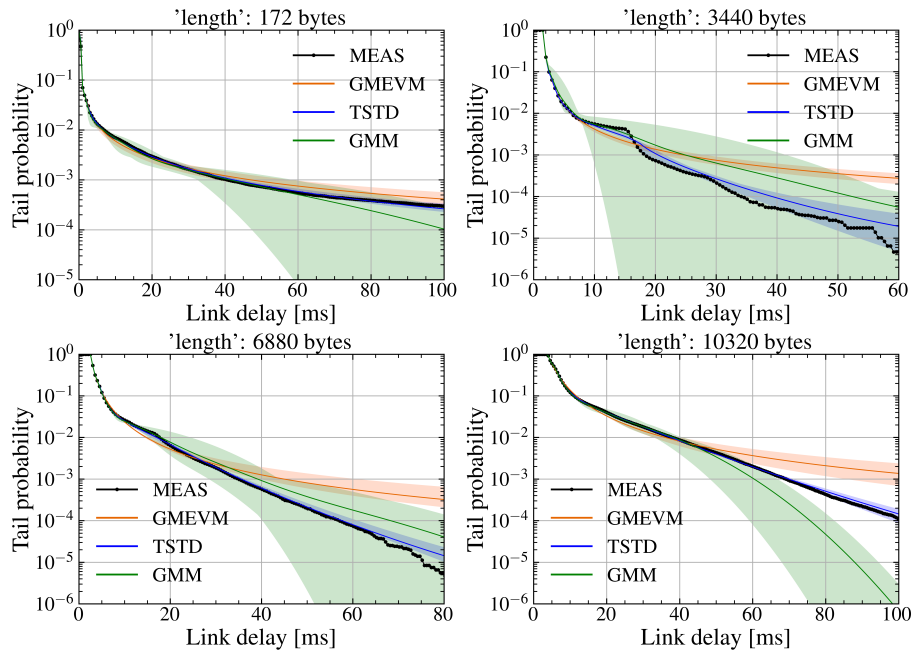 'length': 172 bytes
Tail probability
10^0
10^−1
10^−2
10^−3
10^−4
10^−5
MEAS
GMEVM
TSTD
GMM
0 20 40 60 80 100
Link delay [ms]
'length': 3440 bytes
Tail probability
10^0
10^−1
10^−2
10^−3
10^−4
10^−5
10^−6
MEAS
GMEVM
TSTD
GMM
0 10 20 30 40 50 60
Link delay [ms]
'length': 6880 bytes
Tail probability
10^0
10^−1
10^−2
10^−3
10^−4
10^−5
10^−6
MEAS
GMEVM
TSTD
GMM
0 20 40 60 80
Link delay [ms]
'length': 10320 bytes
Tail probability
10^0
10^−1
10^−2
10^−3
10^−4
10^−5
10^−6
MEAS
GMEVM
TSTD
GMM
0 20 40 60 80 100
Link delay [ms]